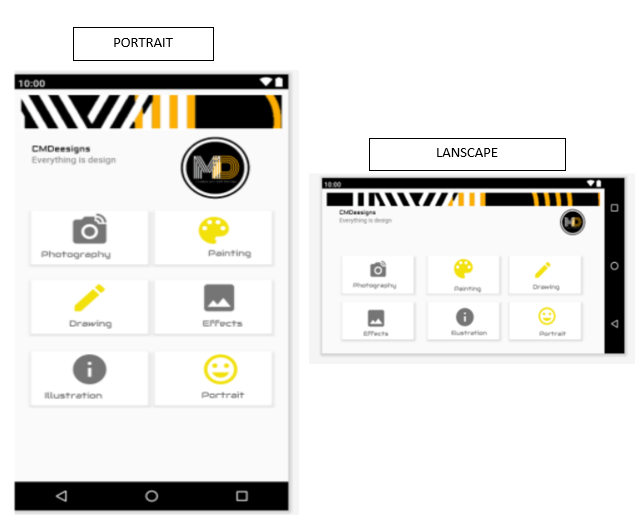 PORTRAIT
10:00
CMDeesigns
Everything is design
MD
Photography
Painting
Drawing
Effects
Illustration
Portrait
LANSCAPE
10:00
CMDeesigns
Everything is design
MD
Photography
Painting
Drawing
Effects
Illustration
Portrait